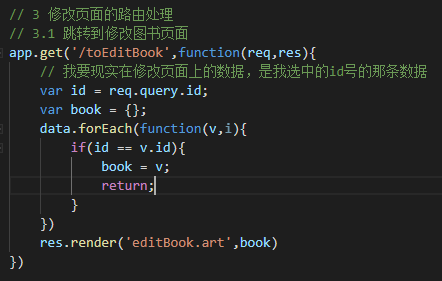 // 3 修改页面的路由处理
// 3.1 跳转到修改图书页面
app.get('/toEditBook',function(req,res){
    // 我要现实在修改页面上的数据，是我选中的id号的那条数据
    var id = req.query.id;
    var book = {};
    data.forEach(function(v,i){
        if(id == v.id){
            book = v;
            return;
        }
    })
    res.render('editBook.art',book)
})